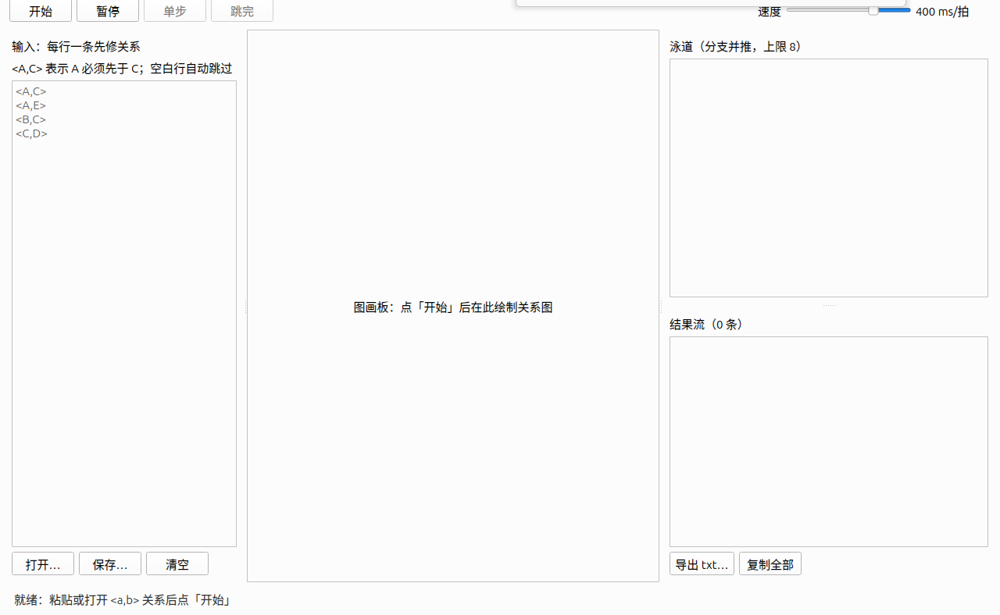 开始 暂停 单步 跳完 速度 400 ms/拍
输入：每行一条先修关系
<A,C> 表示 A 必须先于 C；空白行自动跳过
<A,C>
<A,E>
<B,C>
<C,D>
打开... 保存... 清空
图画板：点「开始」后在此绘制关系图
泳道（分支并推，上限 8）
结果流（0 条）
导出 txt... 复制全部
就绪：粘贴或打开 <a,b> 关系后点「开始」